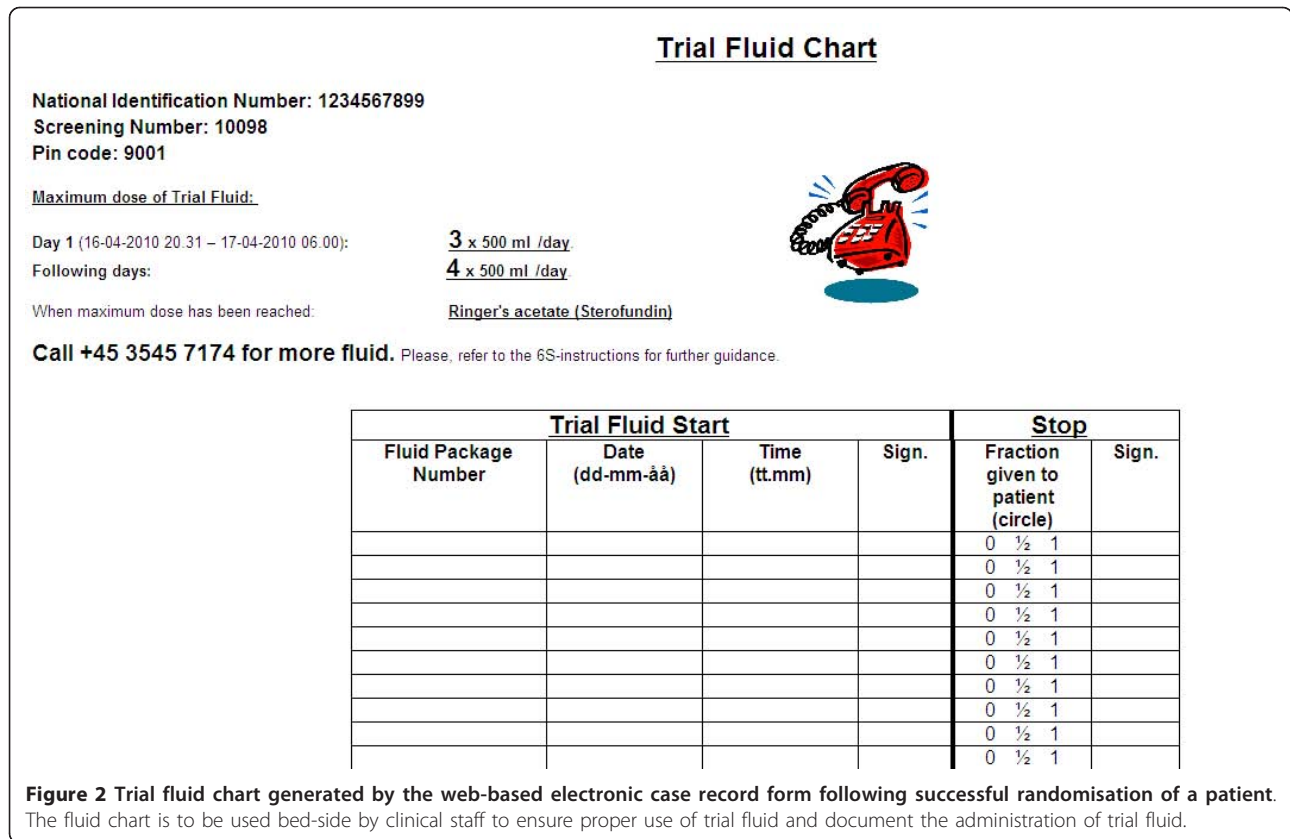 Trial Fluid Chart
National Identification Number: 1234567899
Screening Number: 10098
Pin code: 9001
Maximum dose of Trial Fluid:
Day 1 (16-04-2010 20.31 – 17-04-2010 06.00): 3 x 500 ml /day.
Following days: 4 x 500 ml /day
When maximum dose has been reached: Ringer's acetate (Sterofundin)
Call +45 3545 7174 for more fluid. Please, refer to the 6S-instructions for further guidance.
Trial Fluid Start Stop
Fluid Package Date Time Sign. Fraction Sign.
Number (dd-mm-åå) (tt.mm) given to
patient
(circle)
0 ½ 1
0 ½ 1
0 ½ 1
0 ½ 1
0 ½ 1
0 ½ 1
0 ½ 1
0 ½ 1
0 ½ 1
0 ½ 1
Figure 2 Trial fluid chart generated by the web-based electronic case record form following successful randomisation of a patient.
The fluid chart is to be used bed-side by clinical staff to ensure proper use of trial fluid and document the administration of trial fluid.